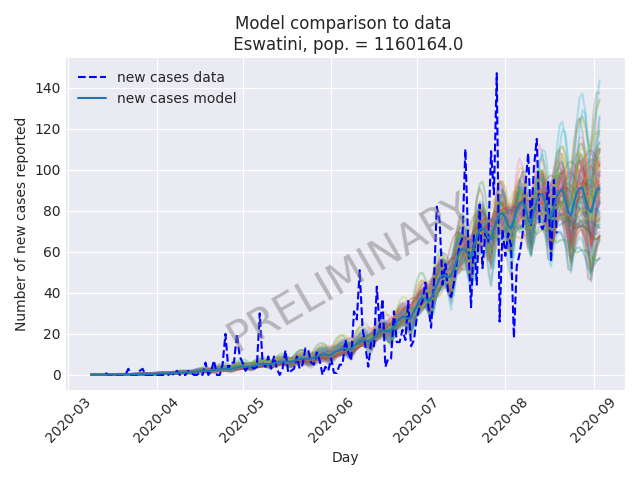 Model comparison to data
Eswatini, pop. = 1160164.0
new cases data
new cases model
Number of new cases reported
140
120
100
80
60
40
20
0
PRELIMINARY
2020-03
2020-04
2020-05
2020-06
2020-07
2020-08
2020-09
Day